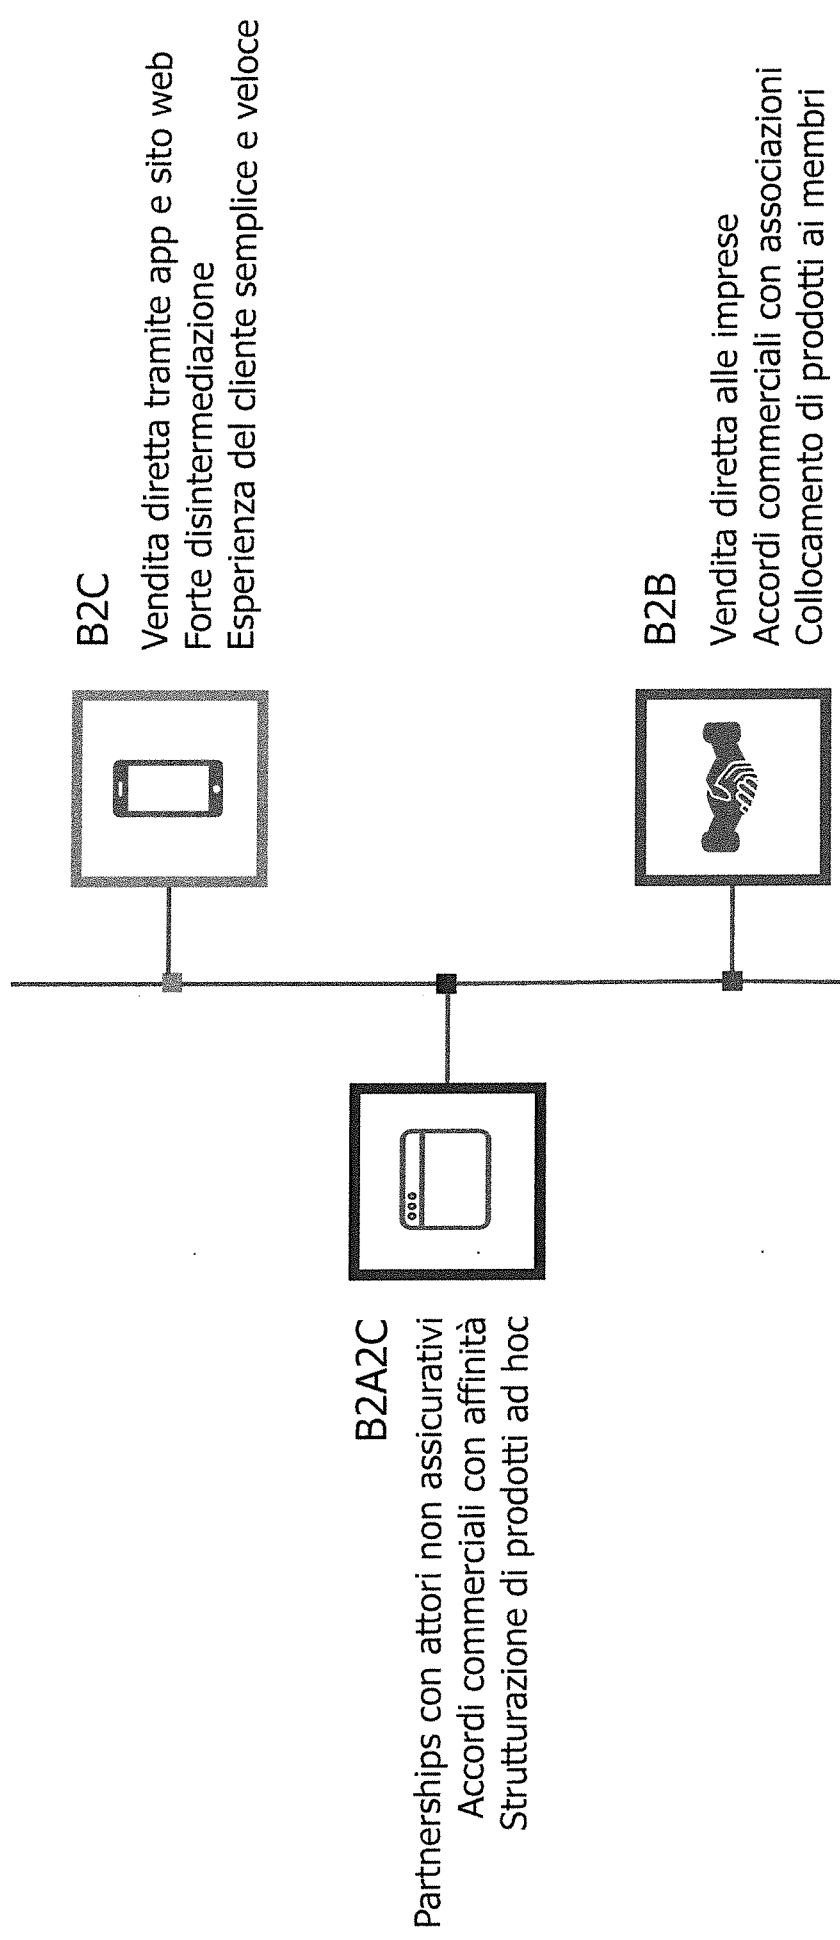 B2C
Vendita diretta tramite app e sito web
Forte disintermediazione
Esperienza del cliente semplice e veloce
B2A2C
Partnerships con attori non assicurativi
Accordi commerciali con affinità
Strutturazione di prodotti ad hoc
B2B
Vendita diretta alle imprese
Accordi commerciali con associazioni
Collocamento di prodotti ai membri